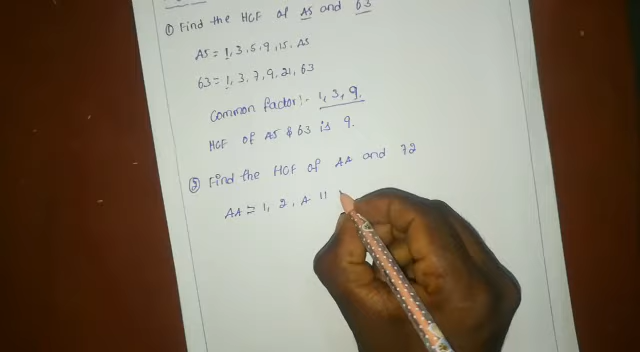 ① Find the HCF of 45 and 63
45 = 1, 3, 5, 9, 15, 45
63 = 1, 3, 7, 9, 21, 63
Common factor:- 1, 3, 9.
HCF of 45 & 63 is 9.
② Find the HCF of 44 and 72
44 = 1, 2, 4 11